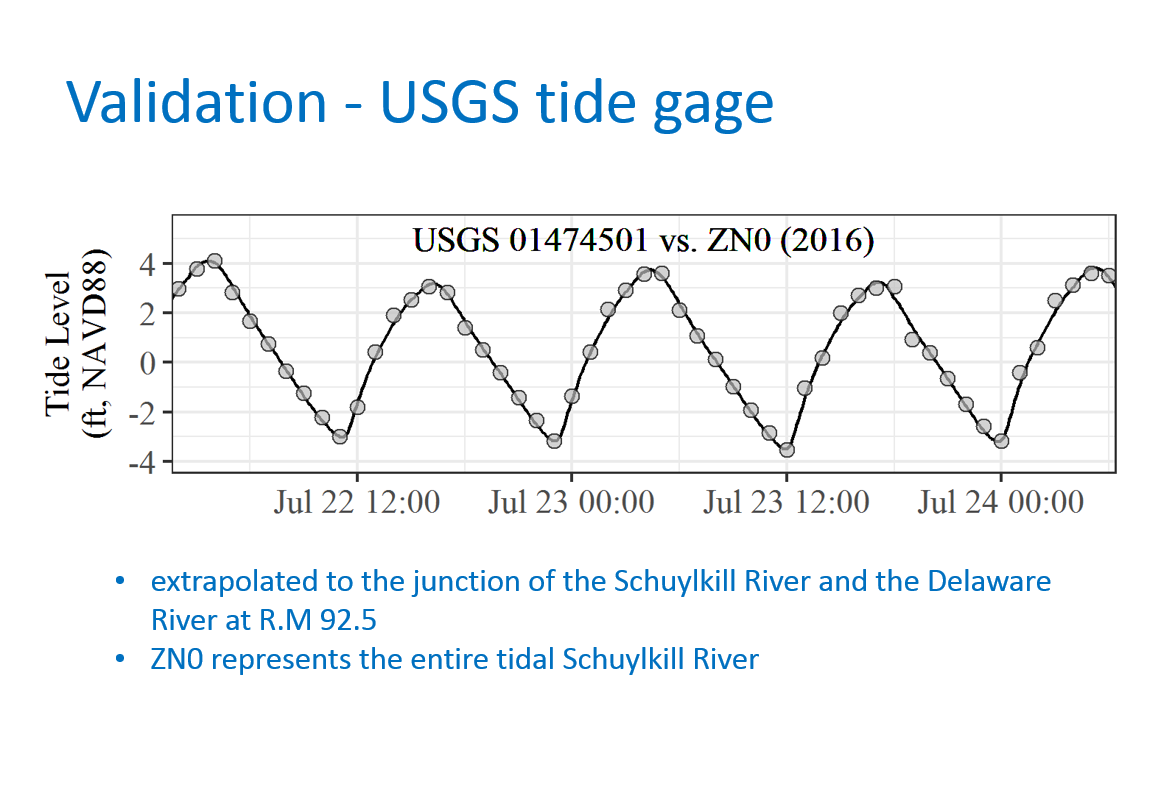 Validation - USGS tide gage
USGS 01474501 vs. ZN0 (2016)
Tide Level
(ft, NAVD88)
4
2
0
-2
-4
Jul 22 12:00 Jul 23 00:00 Jul 23 12:00 Jul 24 00:00
• extrapolated to the junction of the Schuylkill River and the Delaware
River at R.M 92.5
• ZN0 represents the entire tidal Schuylkill River